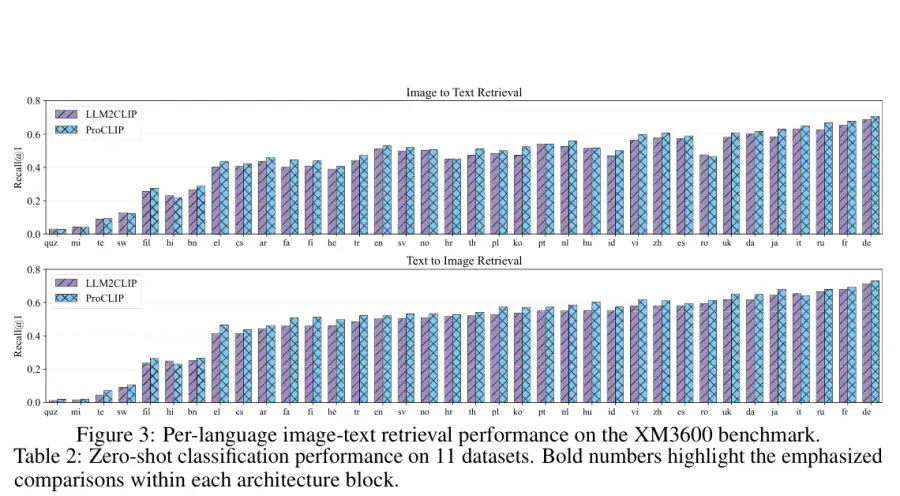 Image to Text Retrieval
0.8
0.6
0.4
0.2
0.0
Recall@1
LLM2CLIP
ProCLIP
quz mi te sw fil hi bn el cs ar fa fi he tr en sv no hr th pl ko pt nl hu id vi zh es ro uk da ja it ru fr de
Text to Image Retrieval
0.8
0.6
0.4
0.2
0.0
Recall@1
LLM2CLIP
ProCLIP
quz mi te sw fil hi bn el cs ar fa fi he tr en sv no hr th pl ko pt nl hu id vi zh es ro uk da ja it ru fr de
Figure 3: Per-language image-text retrieval performance on the XM3600 benchmark.
Table 2: Zero-shot classification performance on 11 datasets. Bold numbers highlight the emphasized
comparisons within each architecture block.